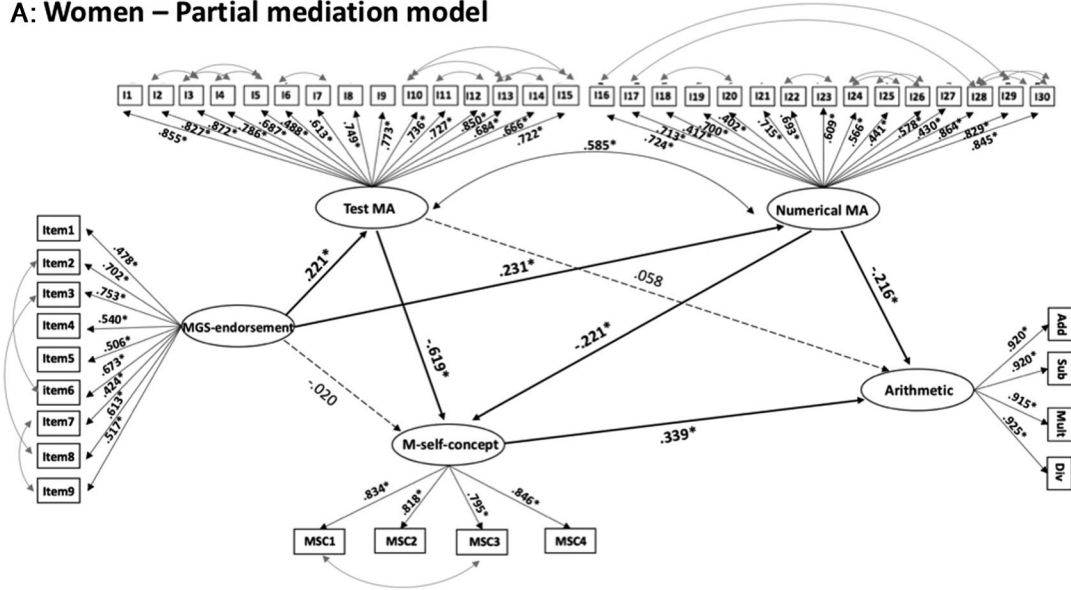 A: Women – Partial mediation model
I1 I2 I3 I4 I5 I6 I7 I8 I9 I10 I11 I12 I13 I14 I15 I16 I17 I18 I19 I20 I21 I22 I23 I24 I25 I26 I27 I28 I29 I30
.855* .827* .872* .786* .687* .488* .613* .749* .773* .736* .727* .850* .684* .666* .722*
.724* .713* .700* .402* .715* .693* .609* .566* .441* .578* .430* .864* .829* .845*
.585*
Test MA
Numerical MA
Item1
Item2
Item3
Item4
Item5
item6
Item7
Item8
Item9
.478*
.702*
.753*
.540*
.506*
.673*
.424*
.613*
.517*
MGS-endorsement
.221*
.231*
.058
-.216*
-.619*
-.221*
-.020
Arithmetic
.920*
.920*
.915*
.925*
Add
Sub
Mult
Div
M-self-concept
.339*
.834* .818* .795* .846*
MSC1 MSC2 MSC3 MSC4